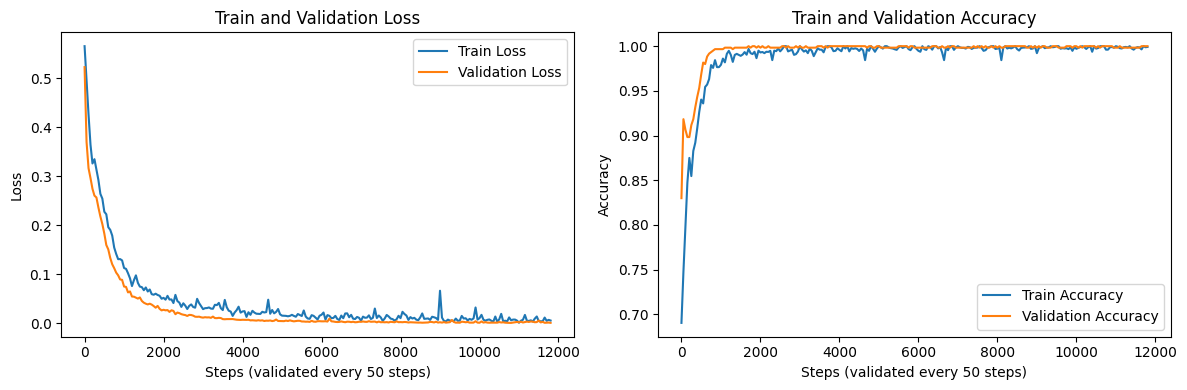 Train and Validation Loss
Train Loss
Validation Loss
Loss
0.5
0.4
0.3
0.2
0.1
0.0
0
2000
4000
6000
8000
10000
12000
Steps (validated every 50 steps)
Train and Validation Accuracy
Accuracy
1.00
0.95
0.90
0.85
0.80
0.75
0.70
Train Accuracy
Validation Accuracy
0
2000
4000
6000
8000
10000
12000
Steps (validated every 50 steps)